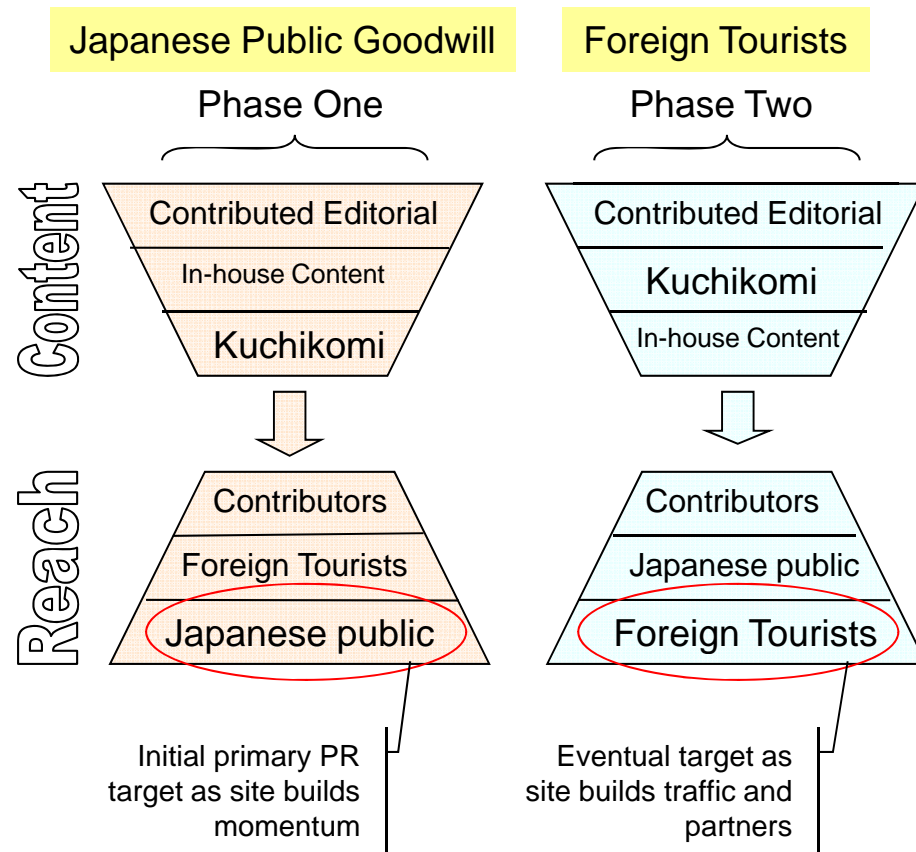 Japanese Public Goodwill
Foreign Tourists
Phase One
Phase Two
Content
Contributed Editorial
In-house Content
Kuchikomi
Contributed Editorial
Kuchikomi
In-house Content
Reach
Contributors
Foreign Tourists
Japanese public
Contributors
Japanese public
Foreign Tourists
Initial primary PR
target as site builds
momentum
Eventual target as
site builds traffic and
partners